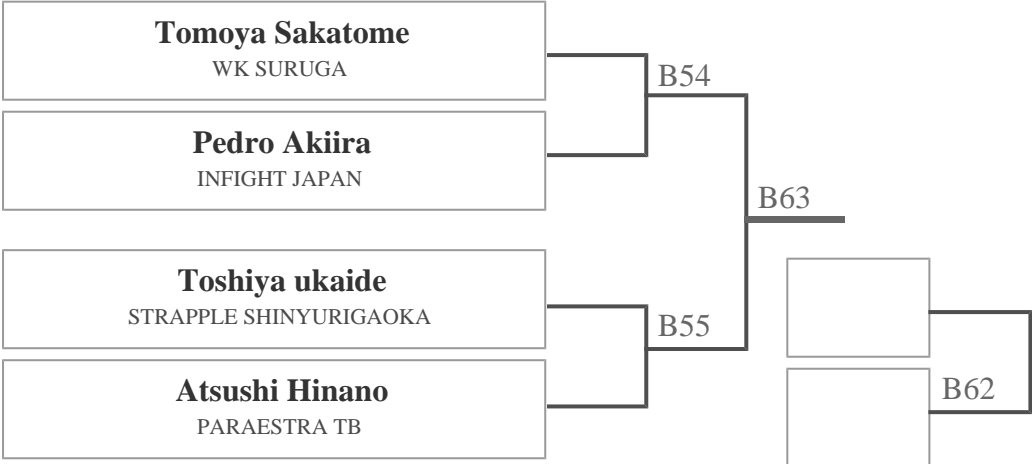 Tomoya Sakatome
WK SURUGA
B54
Pedro Akiira
INFIGHT JAPAN
B63
Toshiya ukaide
STRAPPLE SHINYURIGAOKA
B55
Atsushi Hinano
PARAESTRA TB
B62